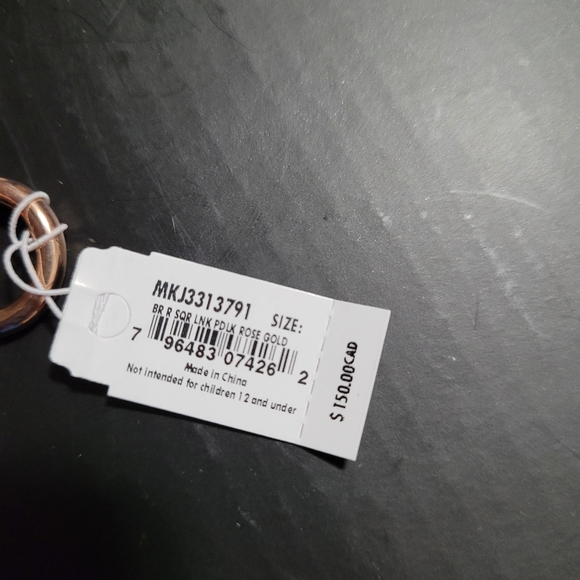 MKJ3313791 SIZE:
BR R SQR LNK PDLK ROSE GOLD
7 96483 07426 2
Made in China
Not intended for children 12 and under
$150.00CAD